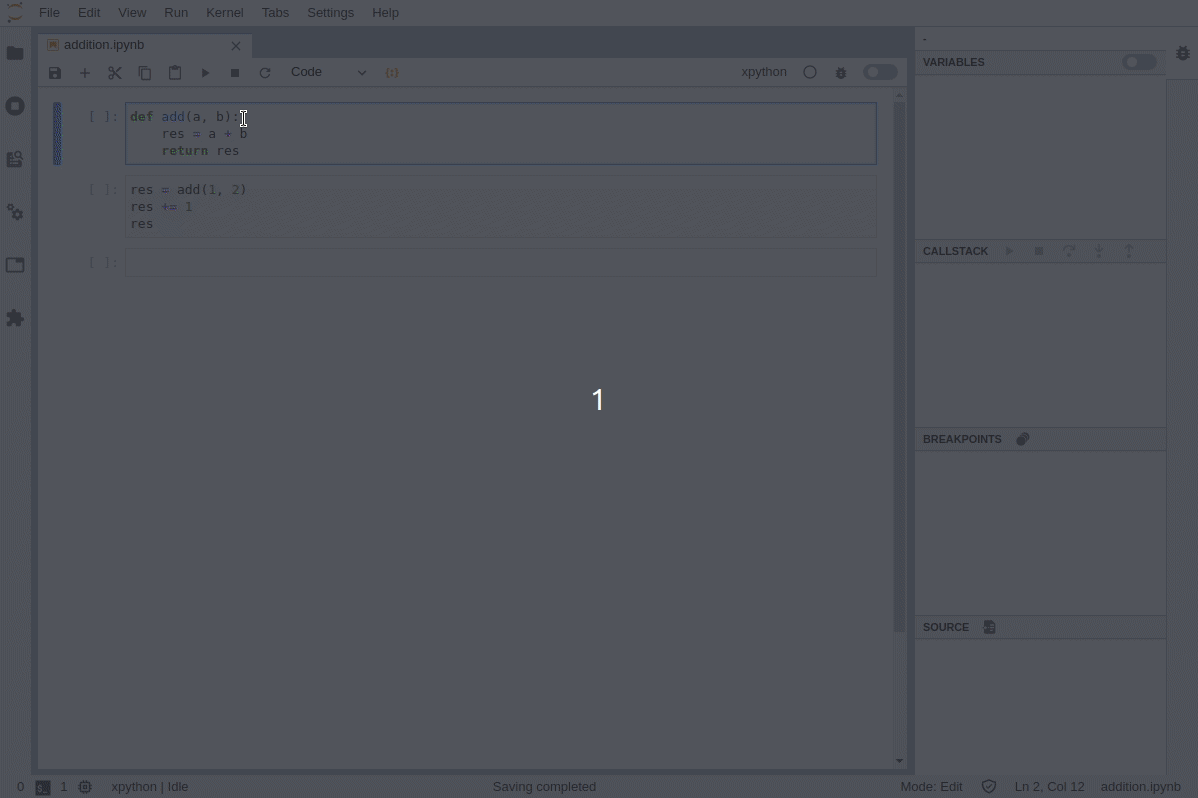 File Edit View Run Kernel Tabs Settings Help
addition.ipynb
Code
xpython
[ ]: def add(a, b):
res = a + b
return res
[ ]: res = add(1, 2)
res += 1
res
[ ]:
1
-
VARIABLES
CALLSTACK
BREAKPOINTS
SOURCE
0 $_ 1 xpython | Idle Saving completed Mode: Edit Ln 2, Col 12 addition.ipynb